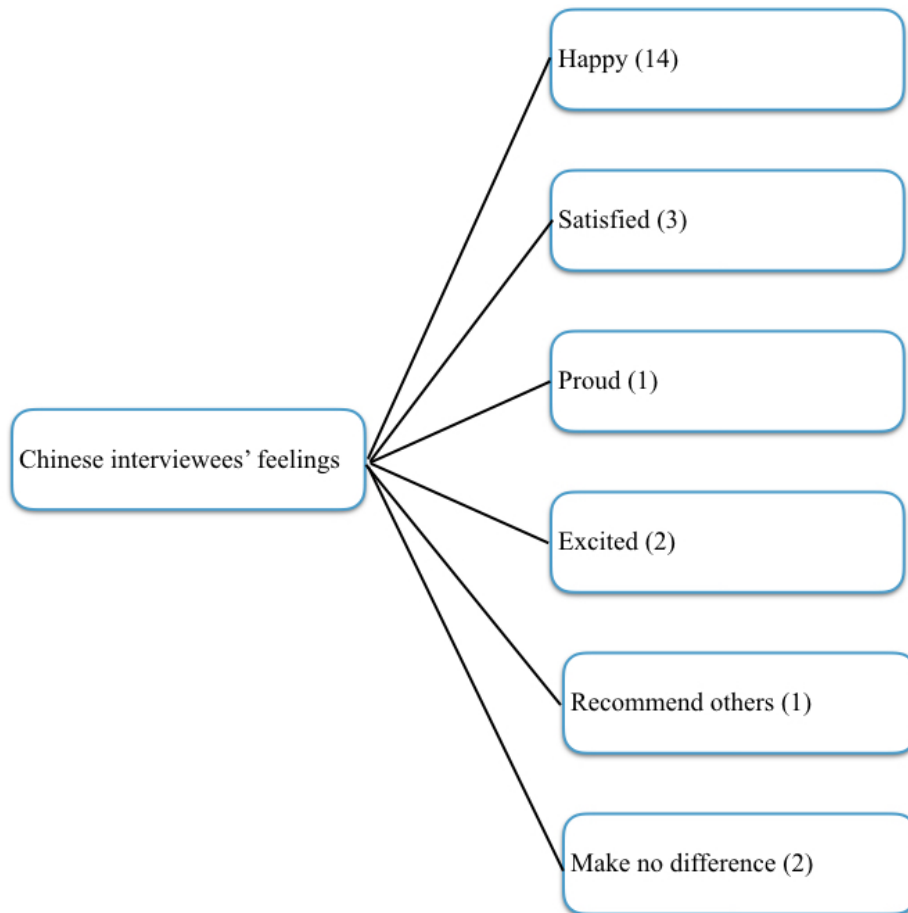 Happy (14)
Satisfied (3)
Proud (1)
Chinese interviewees’ feelings
Excited (2)
Recommend others (1)
Make no difference (2)